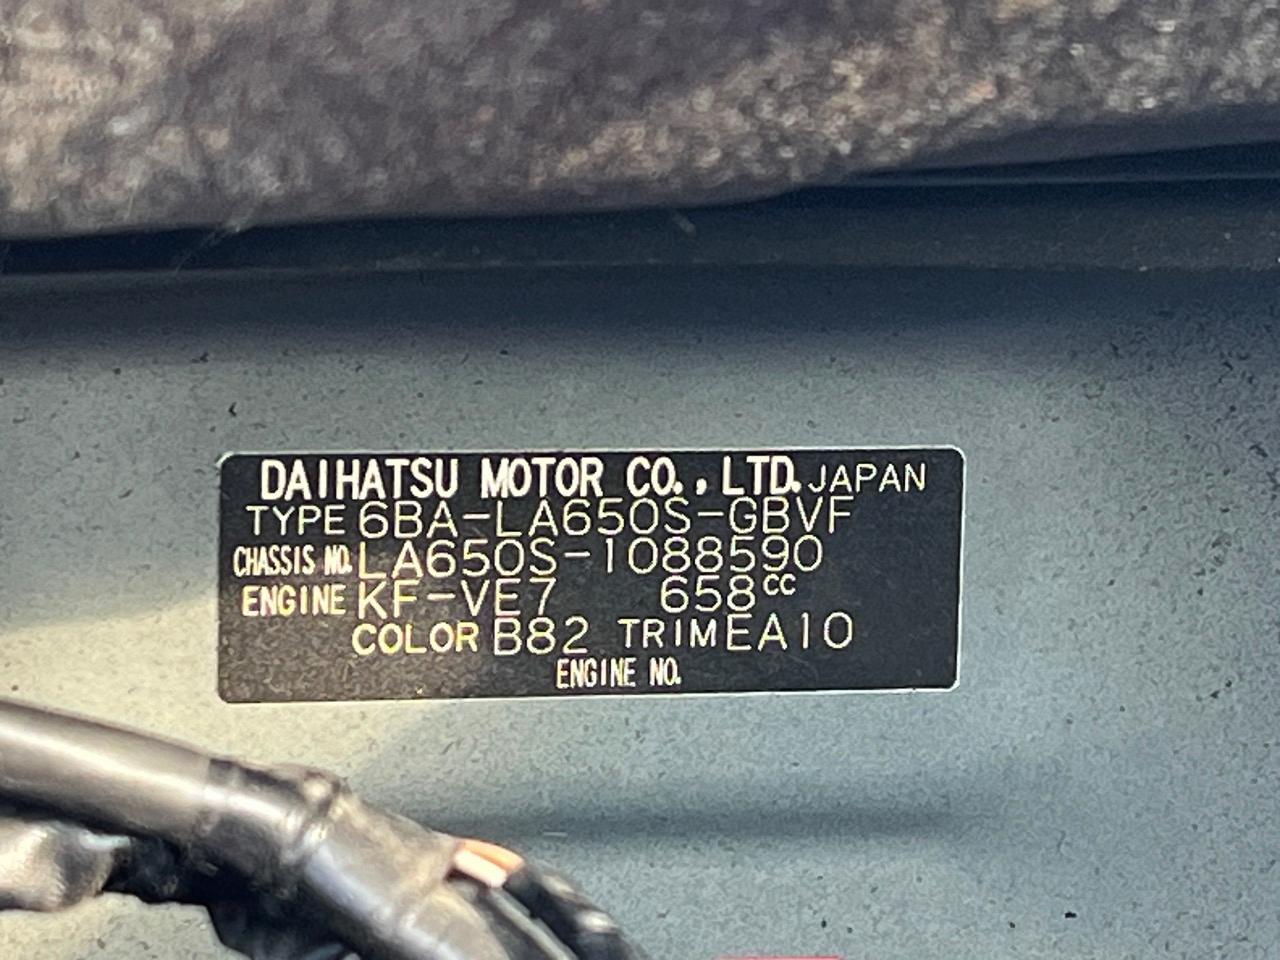 DAIHATSU MOTOR CO., LTD. JAPAN
TYPE 6BA-LA650S-GBVF
CHASSIS NO. LA650S-1088590
ENGINE KF-VE7 658cc
COLOR B82 TRIM EA10
ENGINE NO.